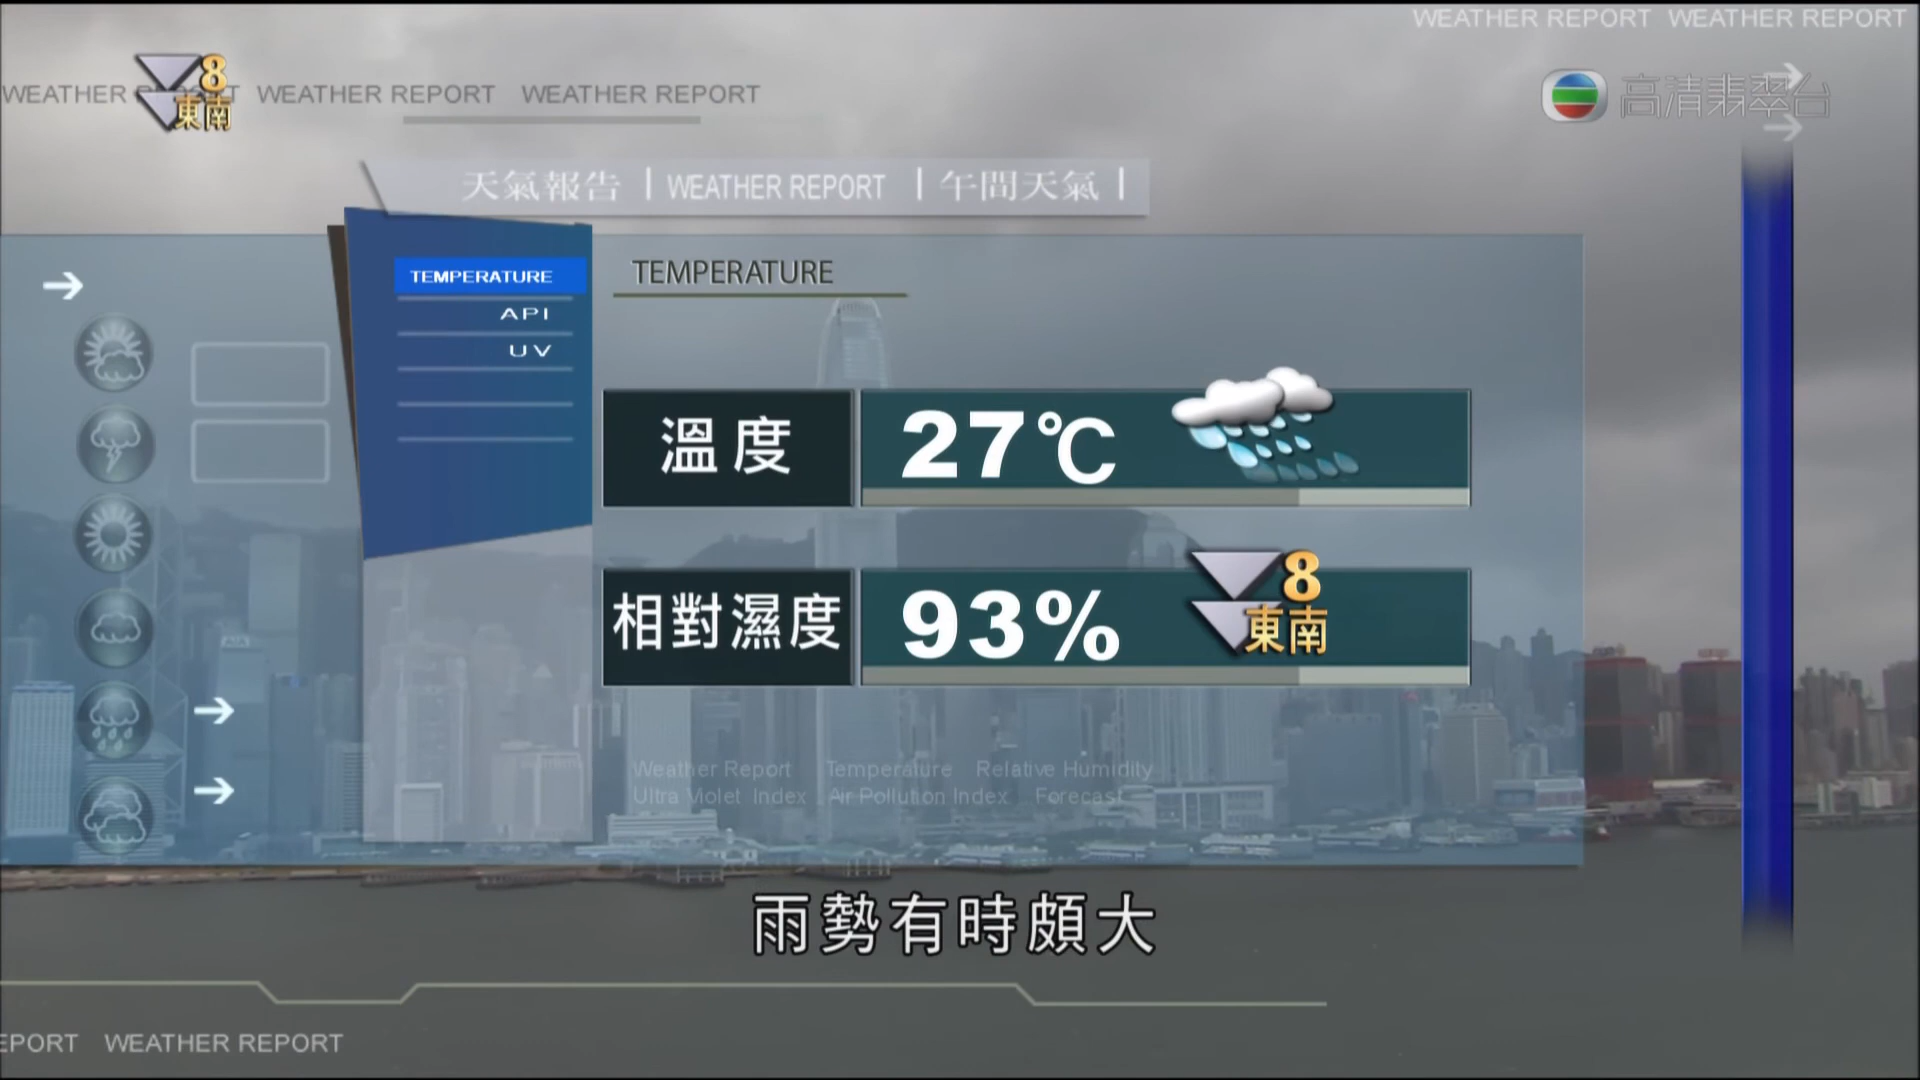 WEATHER REPORT WEATHER REPORT
WEATHER REPORT WEATHER REPORT WEATHER REPORT
8
東南
高清翡翠台
天氣報告 | WEATHER REPORT | 午間天氣 |
TEMPERATURE
API
UV
TEMPERATURE
溫度 27℃
相對濕度 93%
8
東南
Weather Report Temperature Relative Humidity
Ultra Violet Index Air Pollution Index Forecast
雨勢有時頗大
EPORT WEATHER REPORT